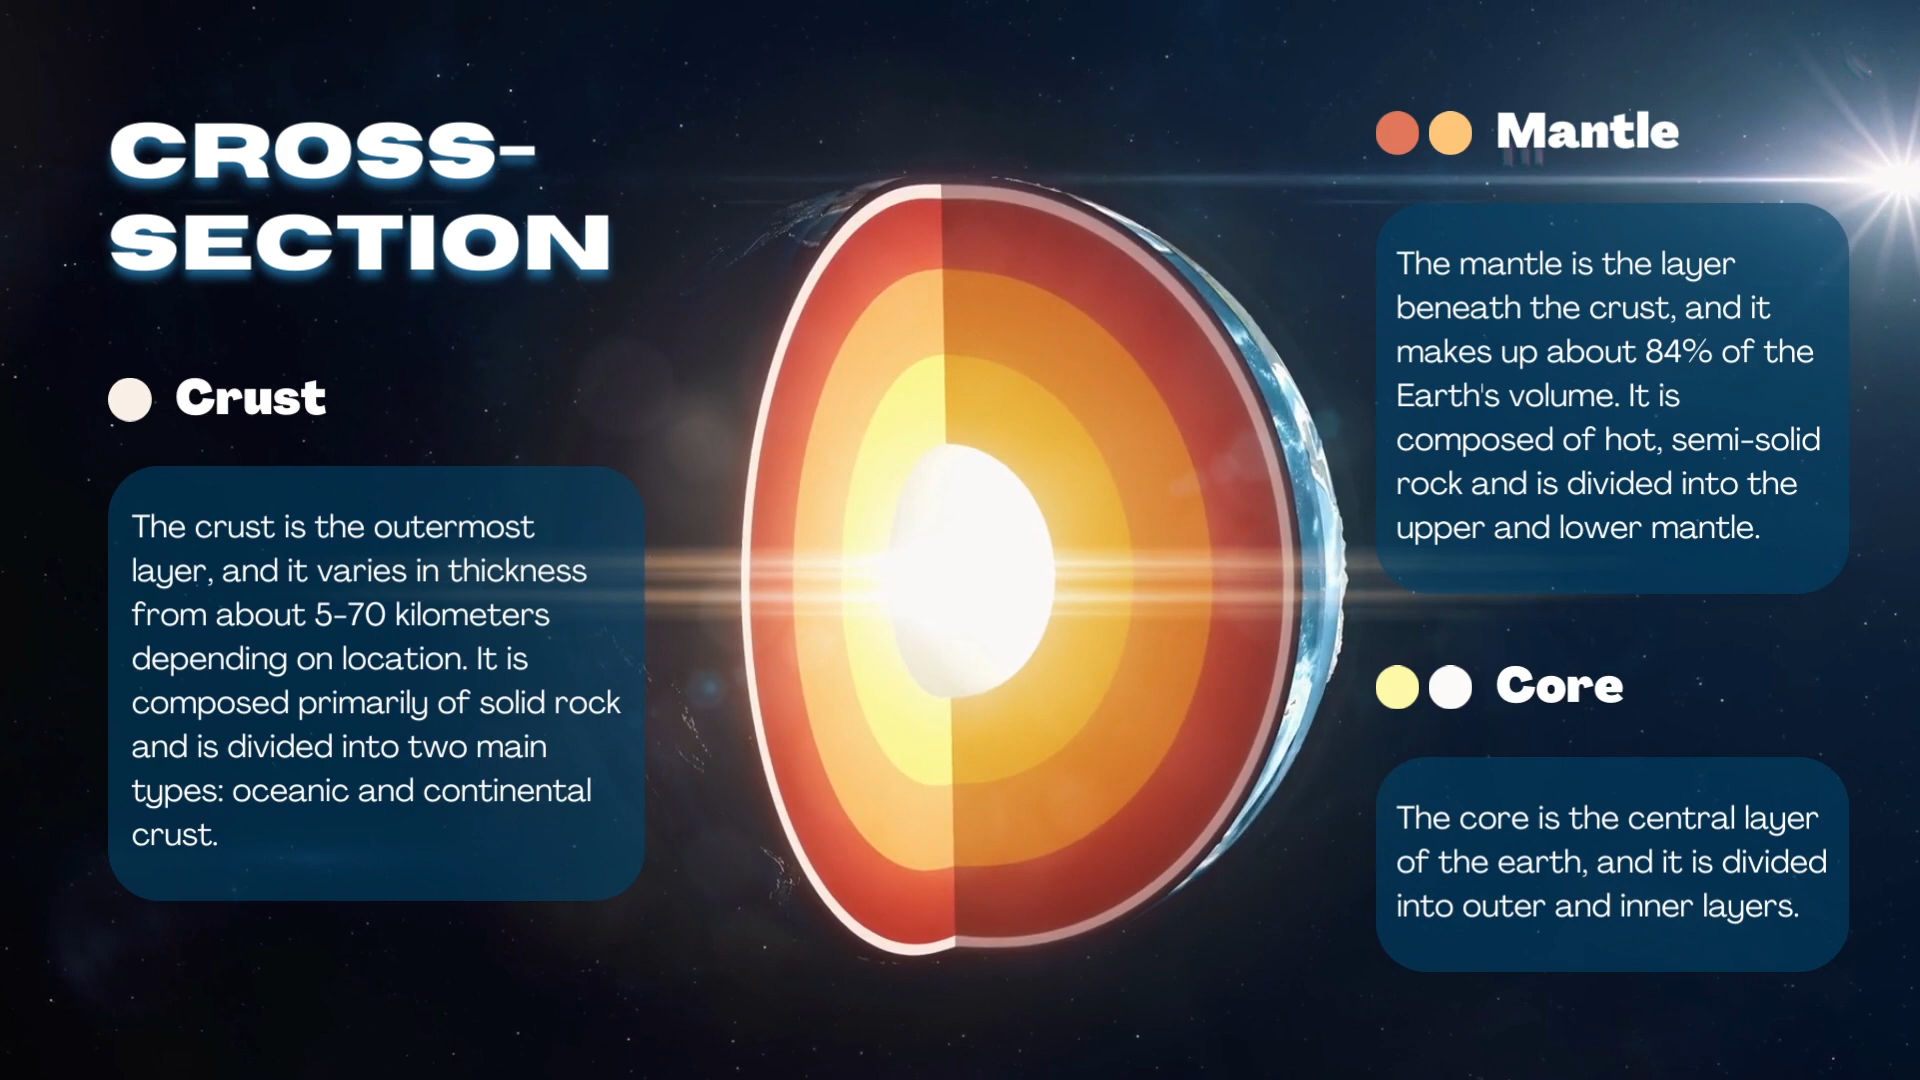 CROSS-
SECTION
Crust
The crust is the outermost
layer, and it varies in thickness
from about 5-70 kilometers
depending on location. It is
composed primarily of solid rock
and is divided into two main
types: oceanic and continental
crust.
Mantle
The mantle is the layer
beneath the crust, and it
makes up about 84% of the
Earth's volume. It is
composed of hot, semi-solid
rock and is divided into the
upper and lower mantle.
Core
The core is the central layer
of the earth, and it is divided
into outer and inner layers.